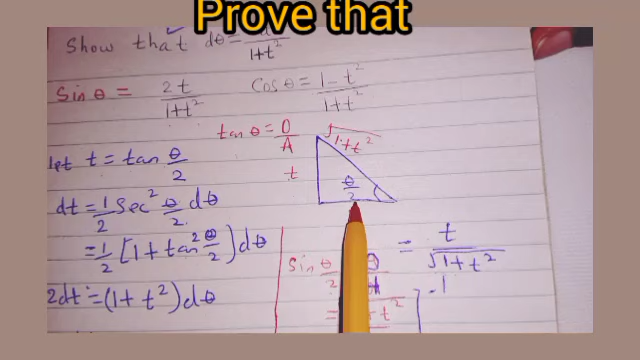 Prove that
Show that dθ =
1+t²
Sin θ = 2t/1+t² Cos θ = 1-t²/1+t²
tan θ = O/A √1+t²
let t = tan θ/2
t
θ/2
dt = 1/2 Sec² θ/2 dθ
= 1/2 [1 + tan² θ/2) dθ
Sin θ/2 = t/√1+t²
2dt = (1 + t²) dθ
= t²